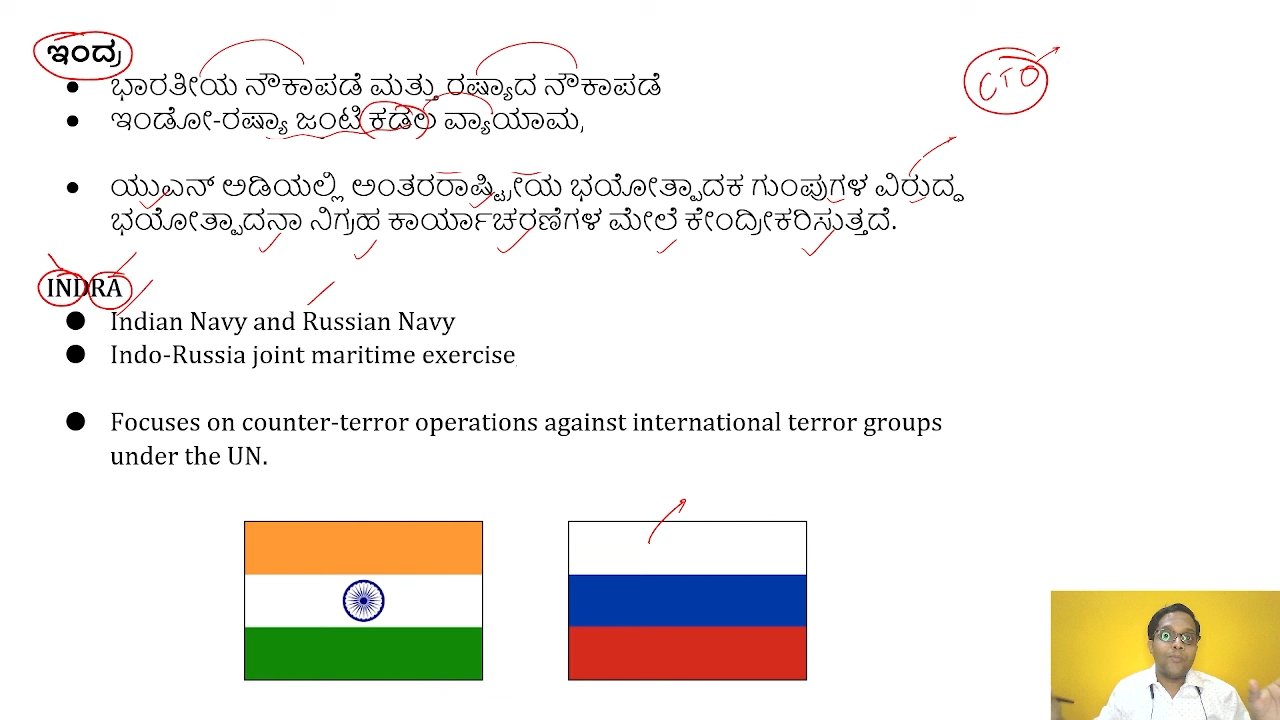 ಇಂದ್ರ
● ಭಾರತೀಯ ನೌಕಾಪಡೆ ಮತ್ತು ರಷ್ಯಾದ ನೌಕಾಪಡೆ
CTO
● ಇಂಡೋ-ರಷ್ಯಾ ಜಂಟಿ ಕಡಲ ವ್ಯಾಯಾಮ,
● ಯುಎನ್ ಅಡಿಯಲ್ಲಿ ಅಂತರರಾಷ್ಟ್ರೀಯ ಭಯೋತ್ಪಾದಕ ಗುಂಪುಗಳ ವಿರುದ್ಧ
ಭಯೋತ್ಪಾದನಾ ನಿಗ್ರಹ ಕಾರ್ಯಾಚರಣೆಗಳ ಮೇಲೆ ಕೇಂದ್ರೀಕರಿಸುತ್ತದೆ.
INDRA
● Indian Navy and Russian Navy
● Indo-Russia joint maritime exercise
● Focuses on counter-terror operations against international terror groups
under the UN.